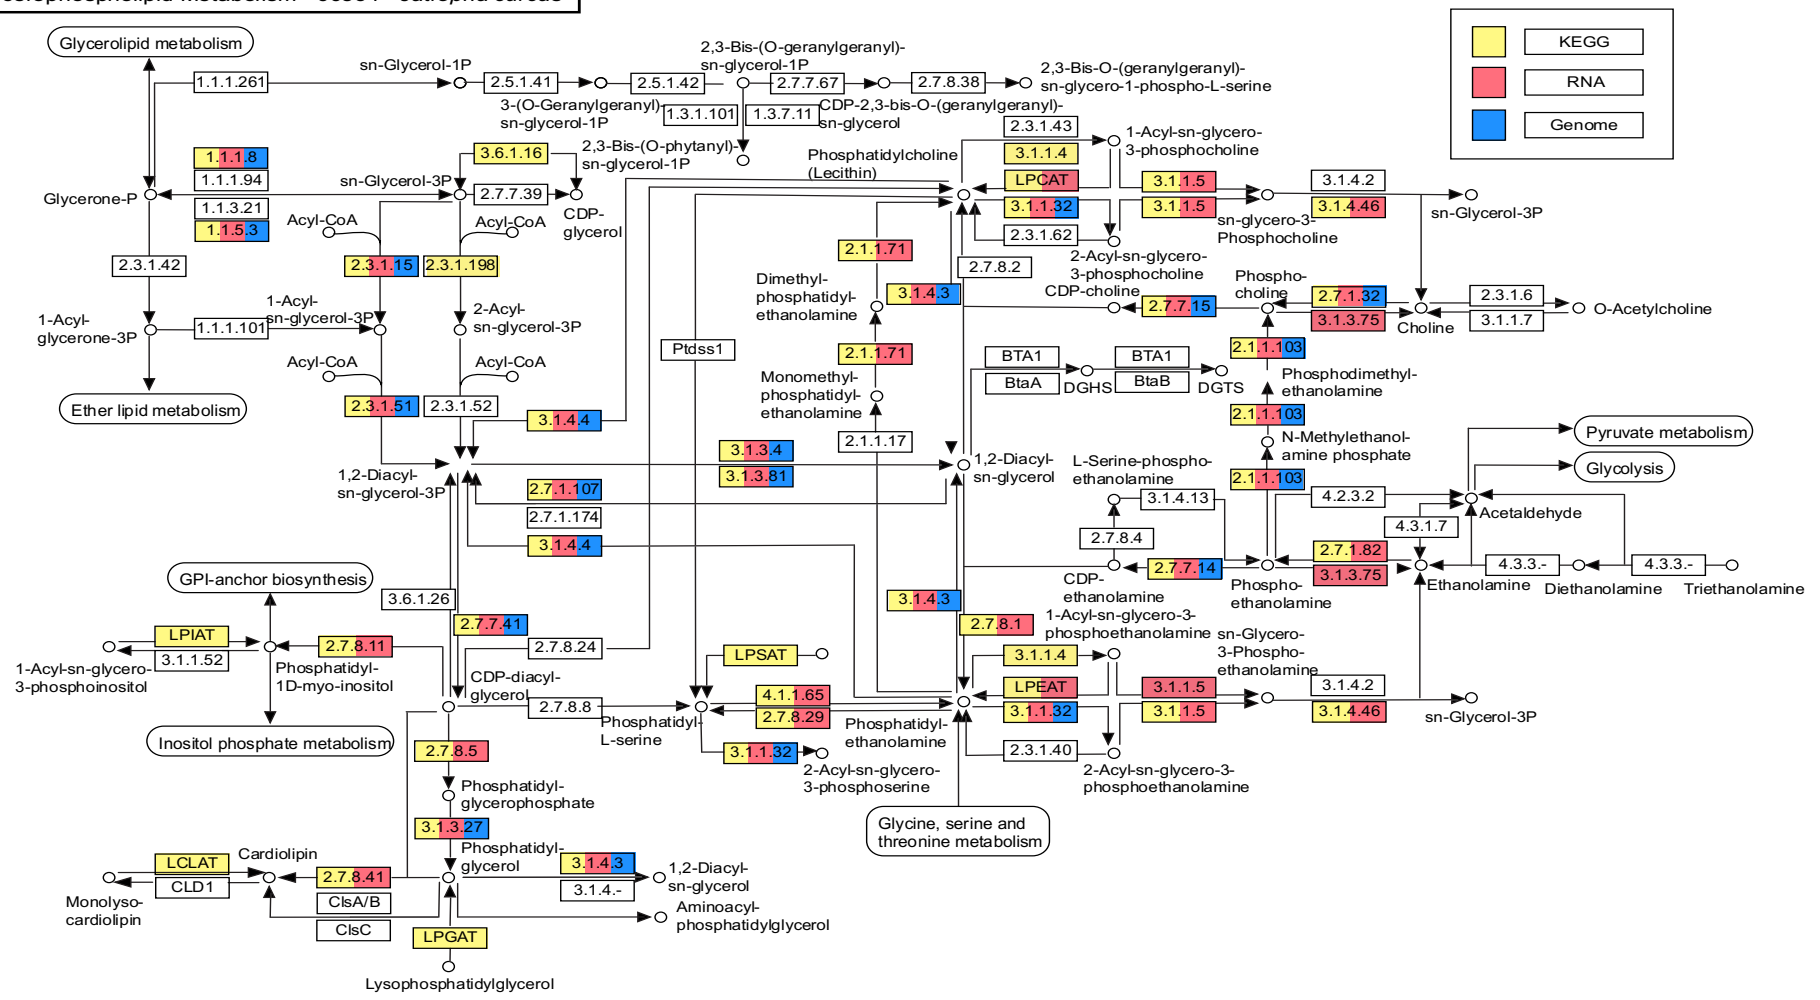 KEGG
RNA
Genome
Glycerolipid metabolism
1.1.1.261
sn-Glycerol-1P
2.5.1.41
2.5.1.42
2,3-Bis-(O-geranylgeranyl)-
sn-glycerol-1P
2.7.7.67
2.7.8.38
2,3-Bis-O-(geranylgeranyl)-
sn-glycero-1-phospho-L-serine
3-(O-Geranylgeranyl)-
sn-glycerol-1P
1.3.1.101
1.3.7.11
CDP-2,3-bis-O-(geranylgeranyl)-
sn-glycerol
2,3-Bis-(O-phytanyl)-
sn-glycerol-1P
1.1.1.8
1.1.1.94
1.1.3.21
1.1.5.3
Glycerone-P
sn-Glycerol-3P
3.6.1.16
2.7.7.39
CDP-
glycerol
Phosphatidylcholine
(Lecithin)
2.3.1.43
3.1.1.4
LPCAT
3.1.1.32
2.3.1.62
1-Acyl-sn-glycero-
3-phosphocholine
3.1.1.5
3.1.1.5
sn-glycero-3-
Phosphocholine
3.1.4.2
3.1.4.46
sn-Glycerol-3P
Acyl-CoA
Acyl-CoA
2.3.1.42
2.3.1.15
2.3.1.198
2.1.1.71
2.7.8.2
2-Acyl-sn-glycero-
3-phosphocholine
CDP-choline
Dimethyl-
phosphatidyl-
ethanolamine
3.1.4.3
2.7.7.15
Phospho-
choline
2.7.1.32
3.1.3.75
Choline
2.3.1.6
3.1.1.7
O-Acetylcholine
1-Acyl-
glycerone-3P
1.1.1.101
1-Acyl-
sn-glycerol-3P
2-Acyl-
sn-glycerol-3P
Ptdss1
2.1.1.71
BTA1
BtaA
DGHS
BTA1
BtaB
DGTS
2.1.1.103
Phosphodimethyl-
ethanolamine
Acyl-CoA
Acyl-CoA
Ether lipid metabolism
2.3.1.51
2.3.1.52
3.1.4.4
Monomethyl-
phosphatidyl-
ethanolamine
2.1.1.17
2.1.1.103
N-Methylethanol-
amine phosphate
2.1.1.103
Pyruvate metabolism
Glycolysis
1,2-Diacyl-
sn-glycerol-3P
3.1.3.4
3.1.3.81
1,2-Diacyl-
sn-glycerol
2.7.1.107
2.7.1.174
3.1.4.4
L-Serine-phospho-
ethanolamine
3.1.4.13
2.7.8.4
4.2.3.2
Acetaldehyde
4.3.1.7
2.7.7.14
CDP-
ethanolamine
Phospho-
ethanolamine
2.7.1.82
3.1.3.75
Ethanolamine
4.3.3.-
Diethanolamine
4.3.3.-
Triethanolamine
GPI-anchor biosynthesis
3.6.1.26
2.7.7.41
2.7.8.24
3.1.4.3
2.7.8.1
1-Acyl-sn-glycero-3-
phosphoethanolamine
sn-Glycero-
3-Phospho-
ethanolamine
LPIAT
3.1.1.52
1-Acyl-sn-glycero-
3-phosphoinositol
2.7.8.11
Phosphatidyl-
1D-myo-inositol
CDP-diacyl-
glycerol
LPSAT
2.7.8.8
Phosphatidyl-
L-serine
4.1.1.65
2.7.8.29
3.1.1.32
2-Acyl-sn-glycero-
3-phosphoserine
Phosphatidyl-
ethanolamine
3.1.1.4
LPEAT
3.1.1.32
2.3.1.40
3.1.1.5
3.1.1.5
3.1.4.2
3.1.4.46
sn-Glycerol-3P
2-Acyl-sn-glycero-3-
phosphoethanolamine
Inositol phosphate metabolism
2.7.8.5
Phosphatidyl-
glycerophosphate
3.1.3.27
Phosphatidyl-
glycerol
Glycine, serine and
threonine metabolism
LCLAT
CLD1
Cardiolipin
Monolyso-
cardiolipin
2.7.8.41
ClsA/B
ClsC
3.1.4.3
3.1.4.-
1,2-Diacyl-
sn-glycerol
Aminoacyl-
phosphatidylglycerol
LPGAT
Lysophosphatidylglycerol